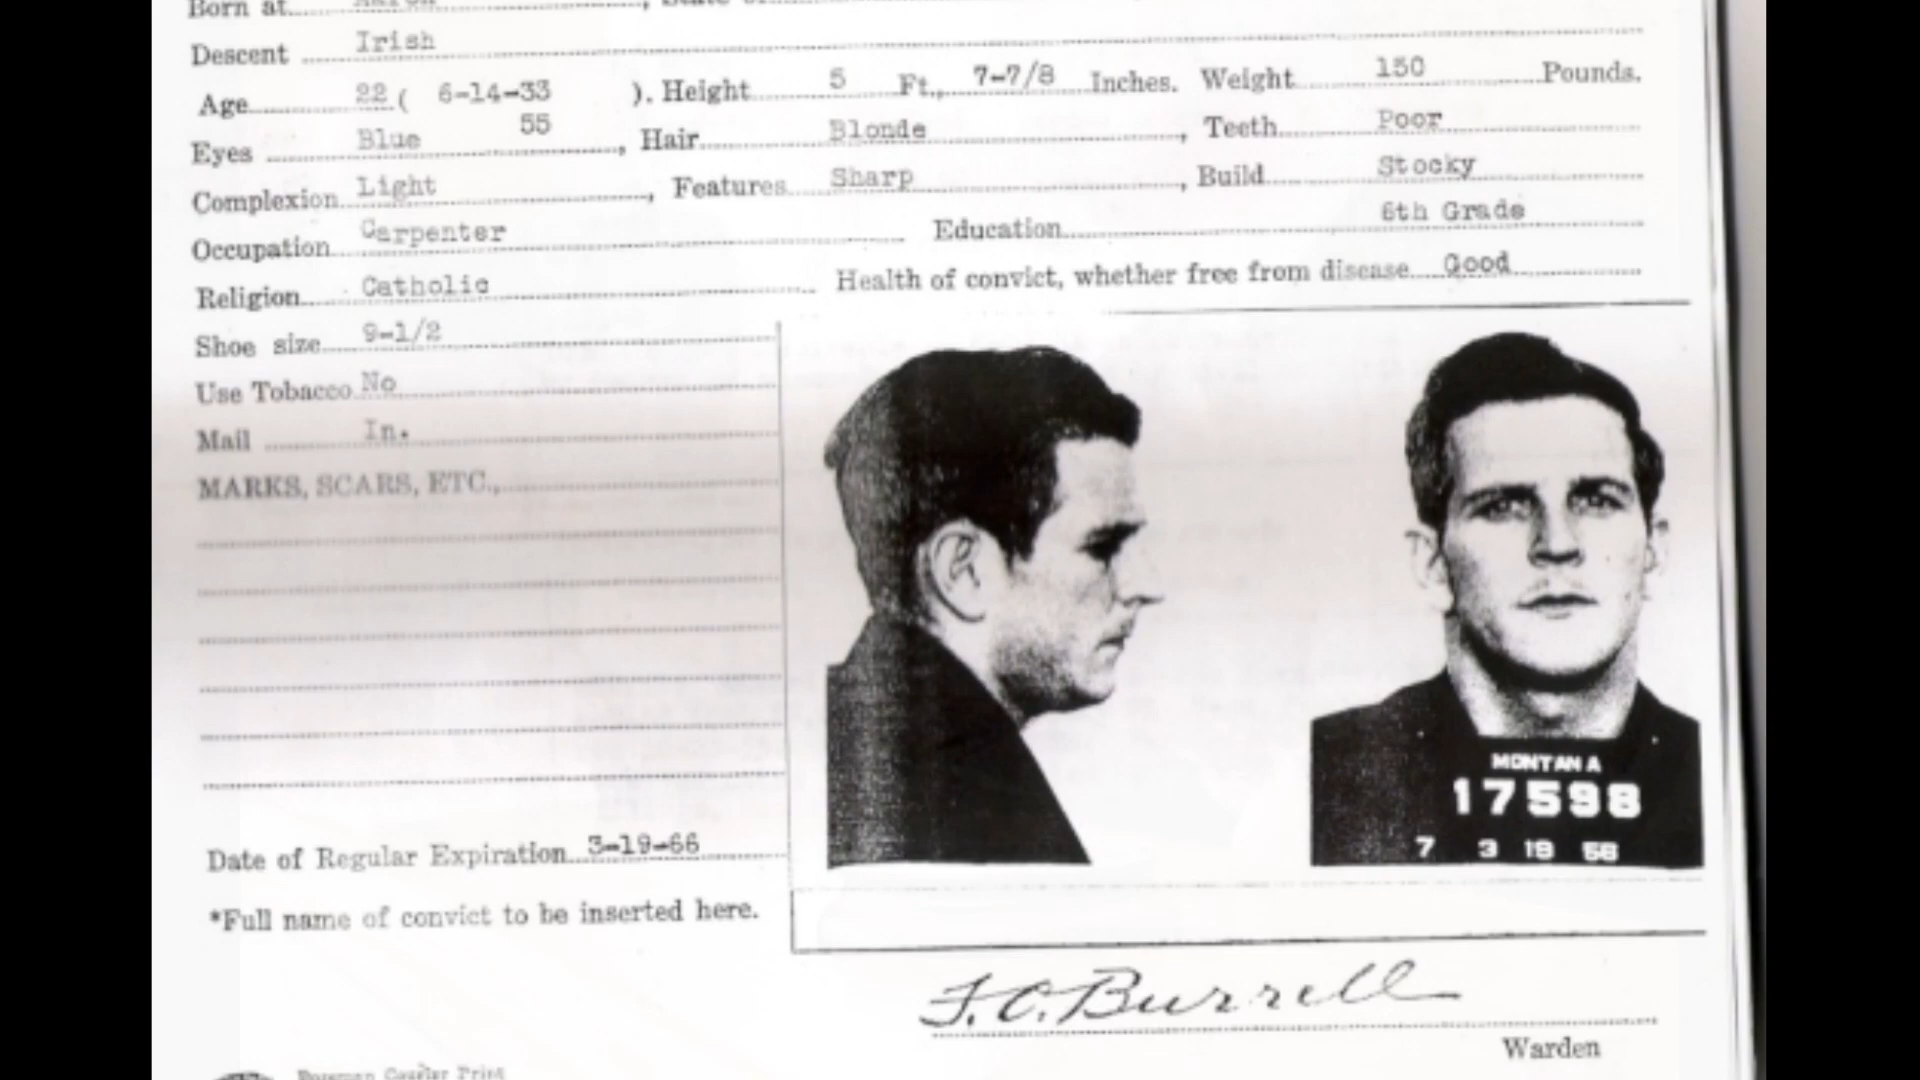 Born at
Descent Irish
Age 22 ( 6-14-33 ). Height 5 Ft., 7-7/8 Inches. Weight 150 Pounds.
55
Eyes Blue , Hair Blonde , Teeth Poor
Complexion Light , Features Sharp , Build Stocky
Occupation Carpenter Education 6th Grade
Religion Catholic Health of convict, whether free from disease Good
Shoe size 9-1/2
Use Tobacco No
Mail In.
MARKS, SCARS, ETC.,
MONTANA
17598
7 3 19 56
Date of Regular Expiration 3-19-66
*Full name of convict to be inserted here.
F.O. Burrell
Warden
Print